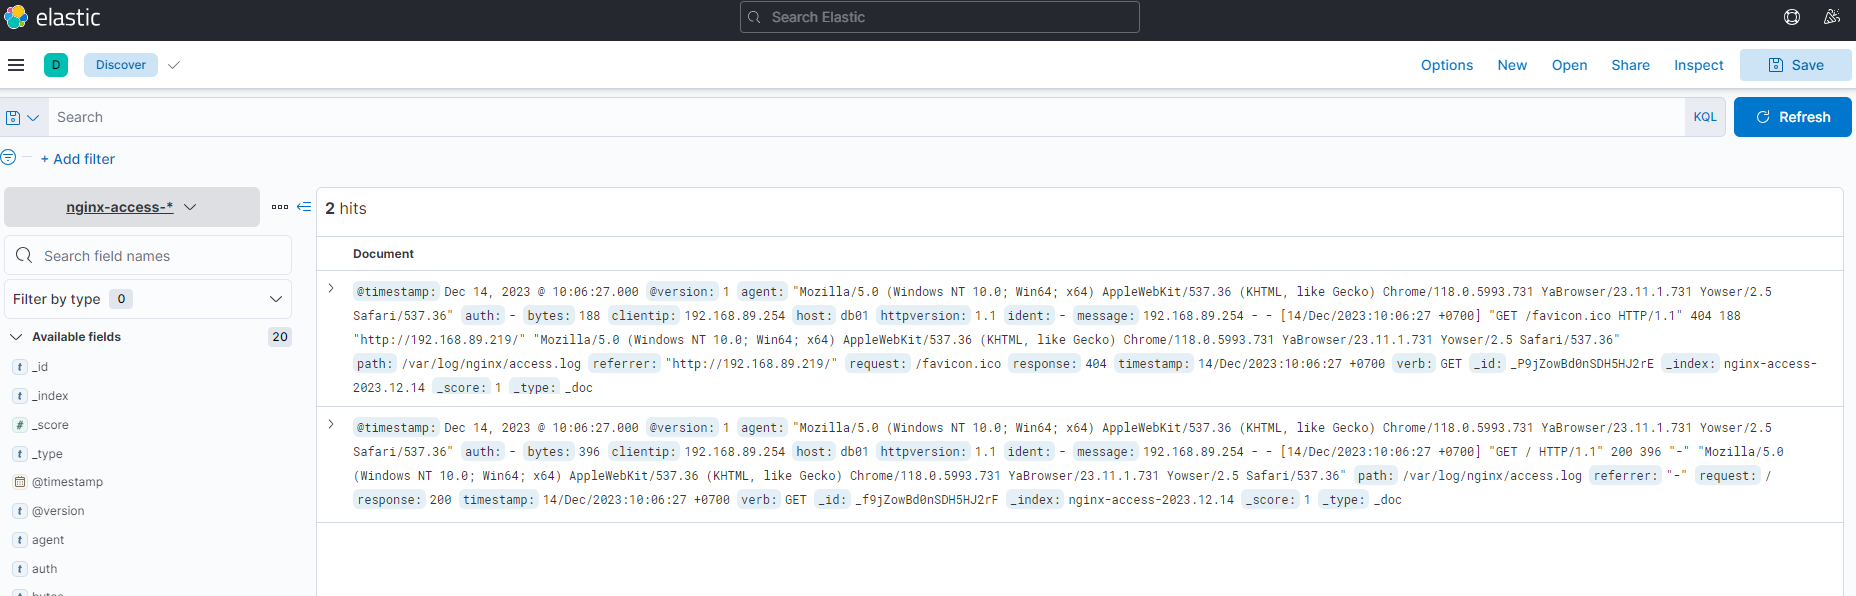 elastic
Search Elastic
D
Discover
Options
New
Open
Share
Inspect
Save
Search
KQL
Refresh
+ Add filter
nginx-access-*
2 hits
Search field names
Document
Filter by type 0
Available fields 20
t _id
t _index
# _score
t _type
@timestamp
t @version
t agent
t auth
@timestamp: Dec 14, 2023 @ 10:06:27.000 @version: 1 agent: "Mozilla/5.0 (Windows NT 10.0; Win64; x64) AppleWebKit/537.36 (KHTML, like Gecko) Chrome/118.0.5993.731 YaBrowser/23.11.1.731 Yowser/2.5
Safari/537.36" auth: - bytes: 188 clientip: 192.168.89.254 host: db01 httpversion: 1.1 ident: - message: 192.168.89.254 - - [14/Dec/2023:10:06:27 +0700] "GET /favicon.ico HTTP/1.1" 404 188
"http://192.168.89.219/" "Mozilla/5.0 (Windows NT 10.0; Win64; x64) AppleWebKit/537.36 (KHTML, like Gecko) Chrome/118.0.5993.731 YaBrowser/23.11.1.731 Yowser/2.5 Safari/537.36"
path: /var/log/nginx/access.log referrer: "http://192.168.89.219/" request: /favicon.ico response: 404 timestamp: 14/Dec/2023:10:06:27 +0700 verb: GET _id: _P9jZowBd0nSDH5HJ2rE _index: nginx-access-
2023.12.14 _score: 1 _type: _doc
@timestamp: Dec 14, 2023 @ 10:06:27.000 @version: 1 agent: "Mozilla/5.0 (Windows NT 10.0; Win64; x64) AppleWebKit/537.36 (KHTML, like Gecko) Chrome/118.0.5993.731 YaBrowser/23.11.1.731 Yowser/2.5
Safari/537.36" auth: - bytes: 396 clientip: 192.168.89.254 host: db01 httpversion: 1.1 ident: - message: 192.168.89.254 - - [14/Dec/2023:10:06:27 +0700] "GET / HTTP/1.1" 200 396 "-" "Mozilla/5.0
(Windows NT 10.0; Win64; x64) AppleWebKit/537.36 (KHTML, like Gecko) Chrome/118.0.5993.731 YaBrowser/23.11.1.731 Yowser/2.5 Safari/537.36" path: /var/log/nginx/access.log referrer: "-" request: /
response: 200 timestamp: 14/Dec/2023:10:06:27 +0700 verb: GET _id: _f9jZowBd0nSDH5HJ2rF _index: nginx-access-2023.12.14 _score: 1 _type: _doc